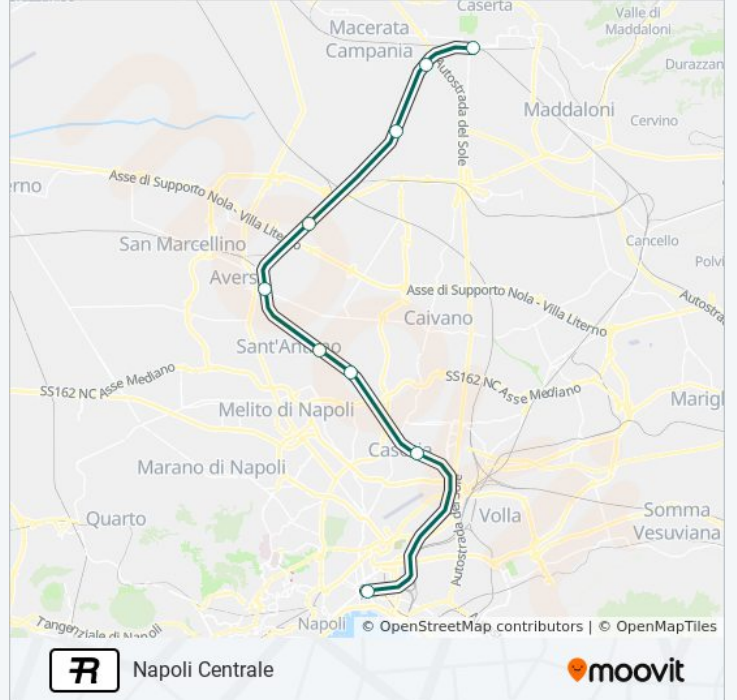 Caserta
Macerata
Campania
Valle di
Maddaloni
Durazzan
Autostrada del Sole
Maddaloni
Cervino
erno
Asse di Supporto Nola - Villa Literno
San Marcellino
Cancello
Avers
Polvi
Asse di Supporto Nola - Villa Literno
Autostra
Caivano
Sant'Antimo
SS162 NC Asse Mediano
SS162 NC Asse Mediano
Marigl
Melito di Napoli
Casoria
Marano di Napoli
Quarto
Volla
Somma
Vesuviana
Autostrada del Sole
Napoli
Tangenziale di Napoli
© OpenStreetMap contributors | © OpenMapTiles
R Napoli Centrale
moovit